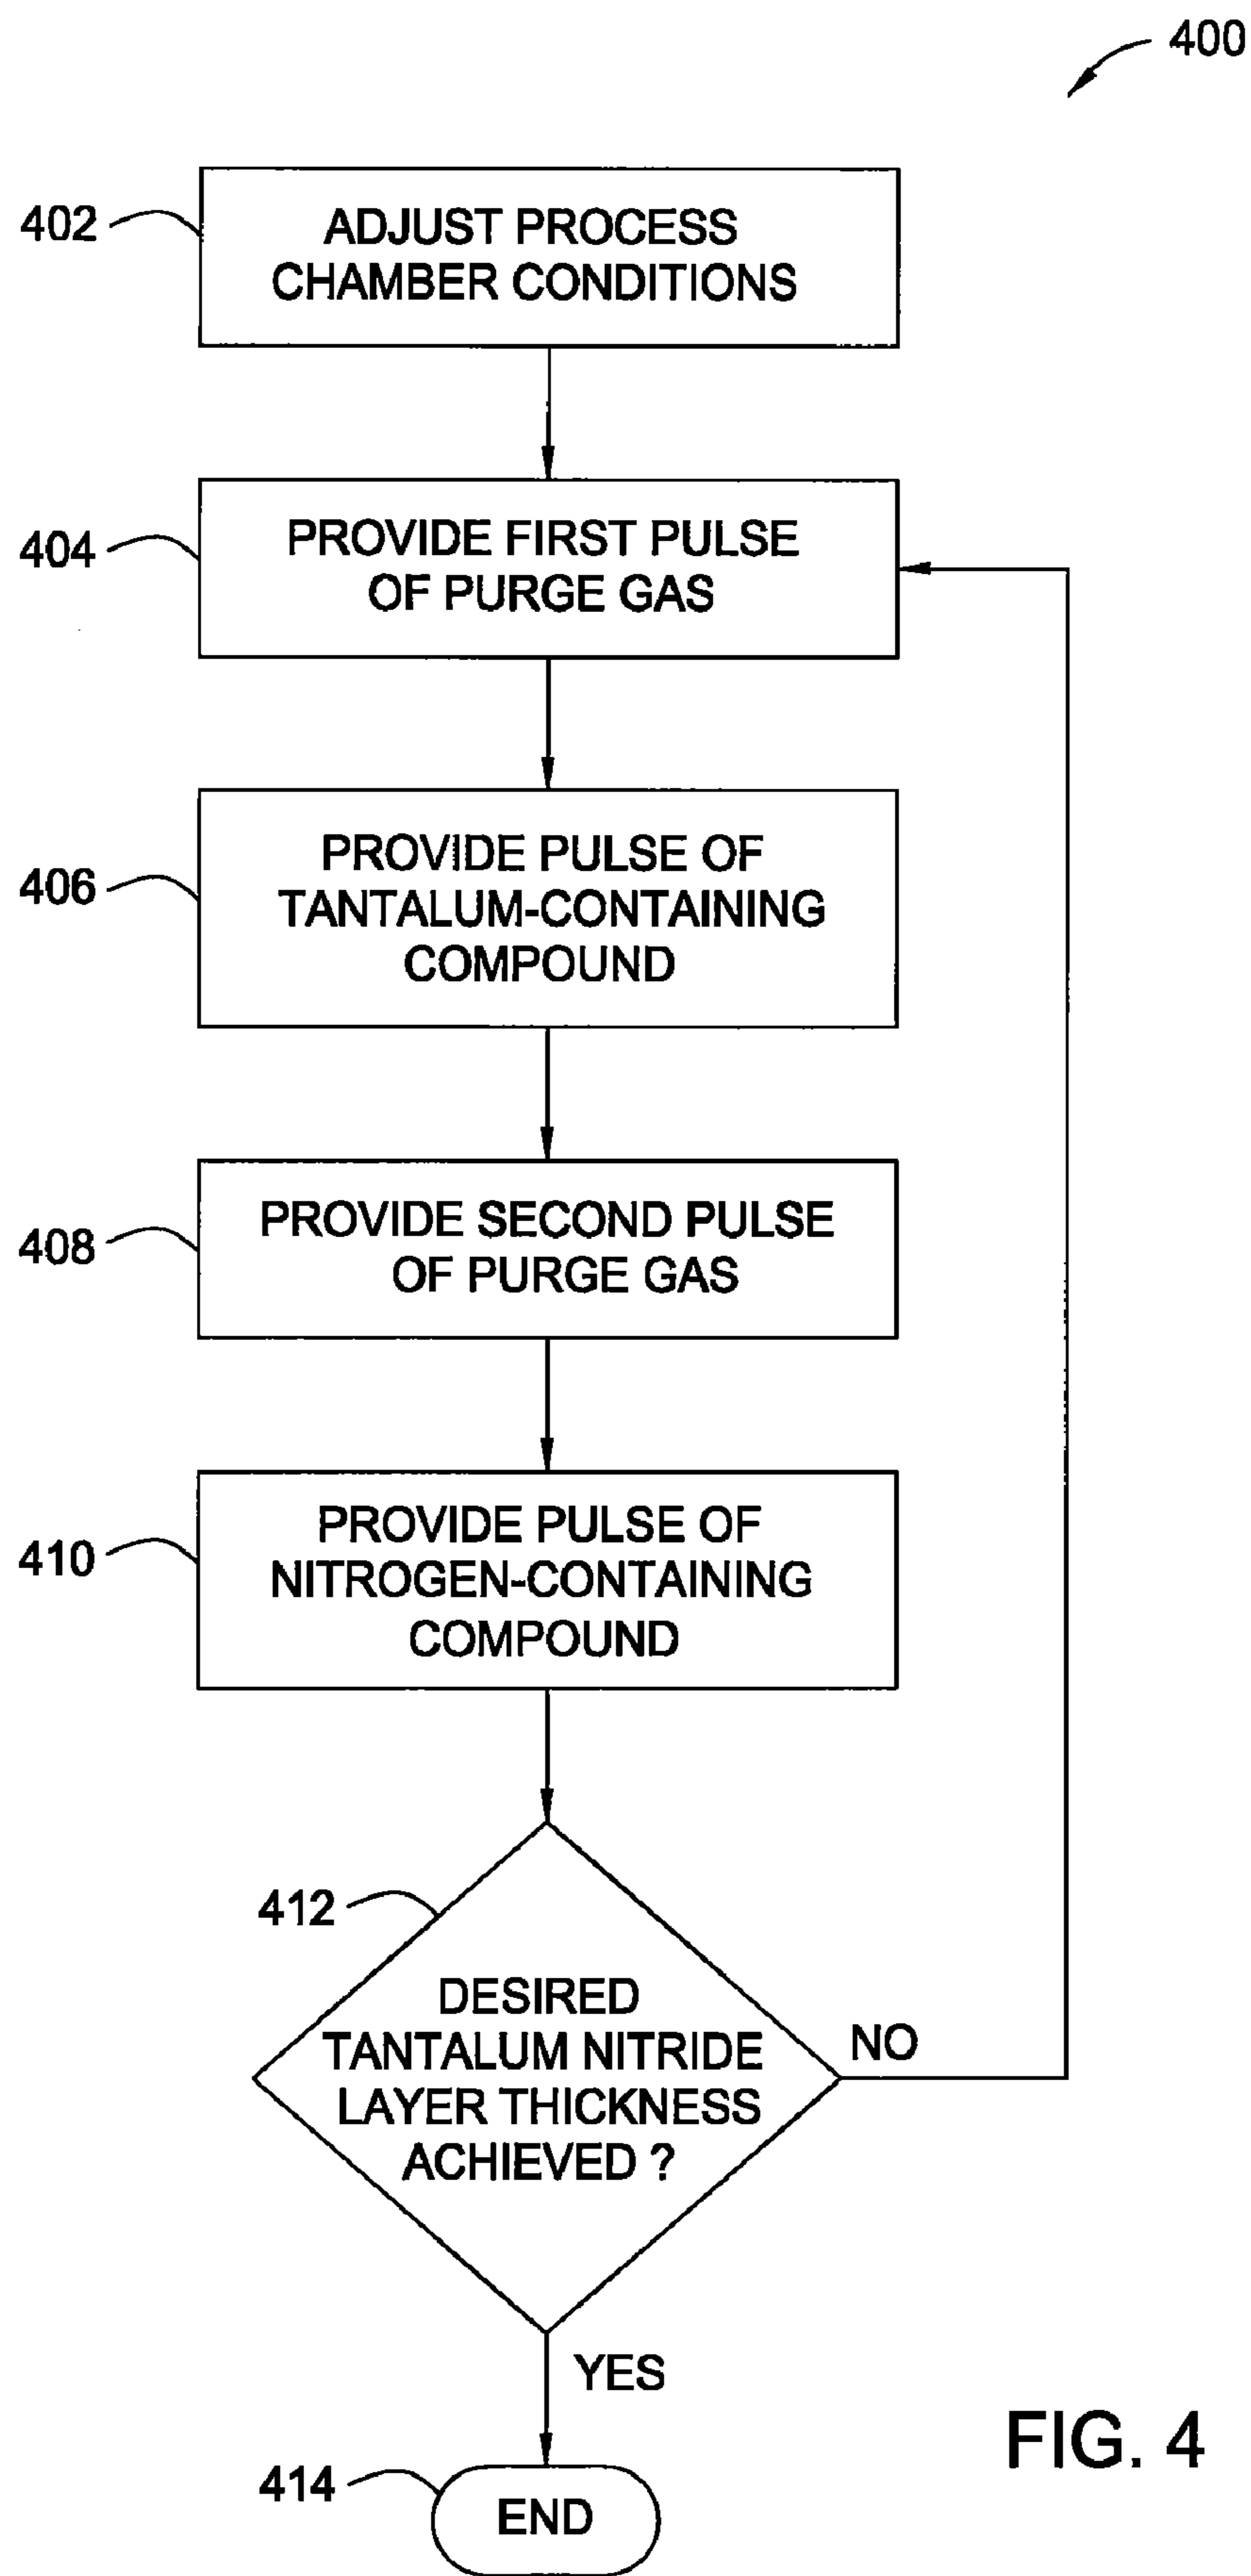 400
402
ADJUST PROCESS
CHAMBER CONDITIONS
404
PROVIDE FIRST PULSE
OF PURGE GAS
406
PROVIDE PULSE OF
TANTALUM-CONTAINING
COMPOUND
408
PROVIDE SECOND PULSE
OF PURGE GAS
410
PROVIDE PULSE OF
NITROGEN-CONTAINING
COMPOUND
412
DESIRED
TANTALUM NITRIDE
LAYER THICKNESS
ACHIEVED ?
NO
YES
414
END
FIG. 4